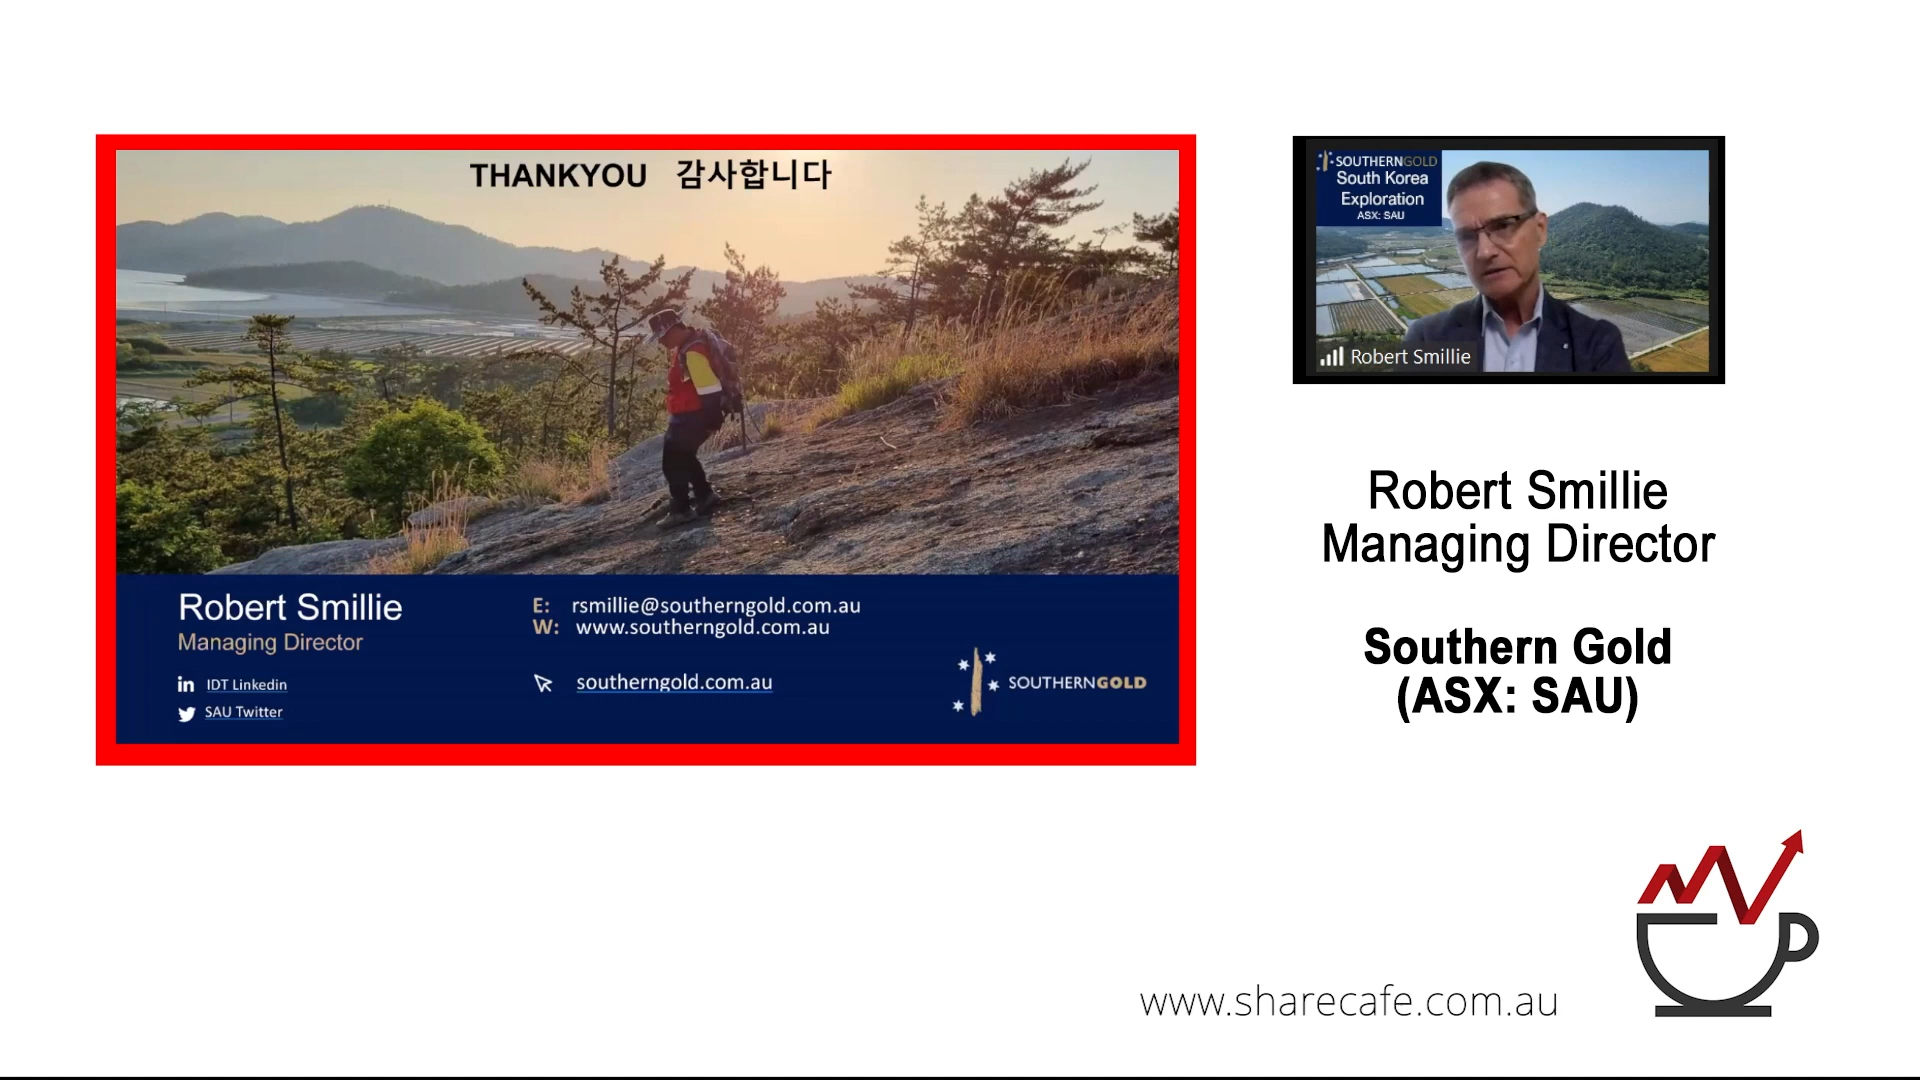 THANKYOU 감사합니다
Robert Smillie
Managing Director
IDT Linkedin
SAU Twitter
E: rsmillie@southerngold.com.au
W: www.southerngold.com.au
southerngold.com.au
SOUTHERNGOLD
SOUTHERNGOLD
South Korea
Exploration
ASX: SAU
Robert Smillie
Robert Smillie
Managing Director
Southern Gold
(ASX: SAU)
www.sharecafe.com.au